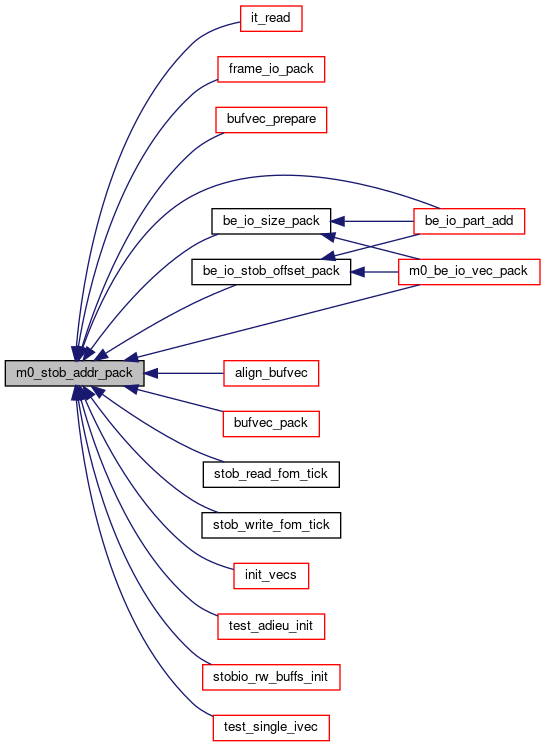 it_read
frame_io_pack
bufvec_prepare
be_io_size_pack
be_io_part_add
be_io_stob_offset_pack
m0_be_io_vec_pack
m0_stob_addr_pack
align_bufvec
bufvec_pack
stob_read_fom_tick
stob_write_fom_tick
init_vecs
test_adieu_init
stobio_rw_buffs_init
test_single_ivec